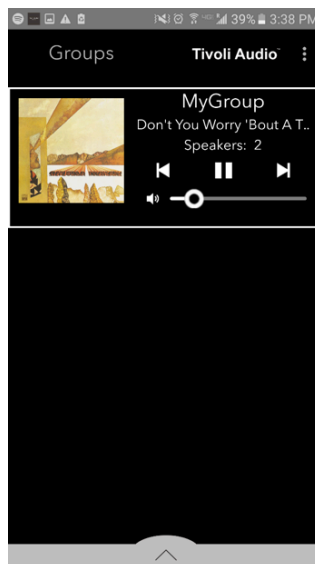 39% 3:38 PM
Groups
Tivoli Audio
MyGroup
Don't You Worry 'Bout A T..
Speakers: 2